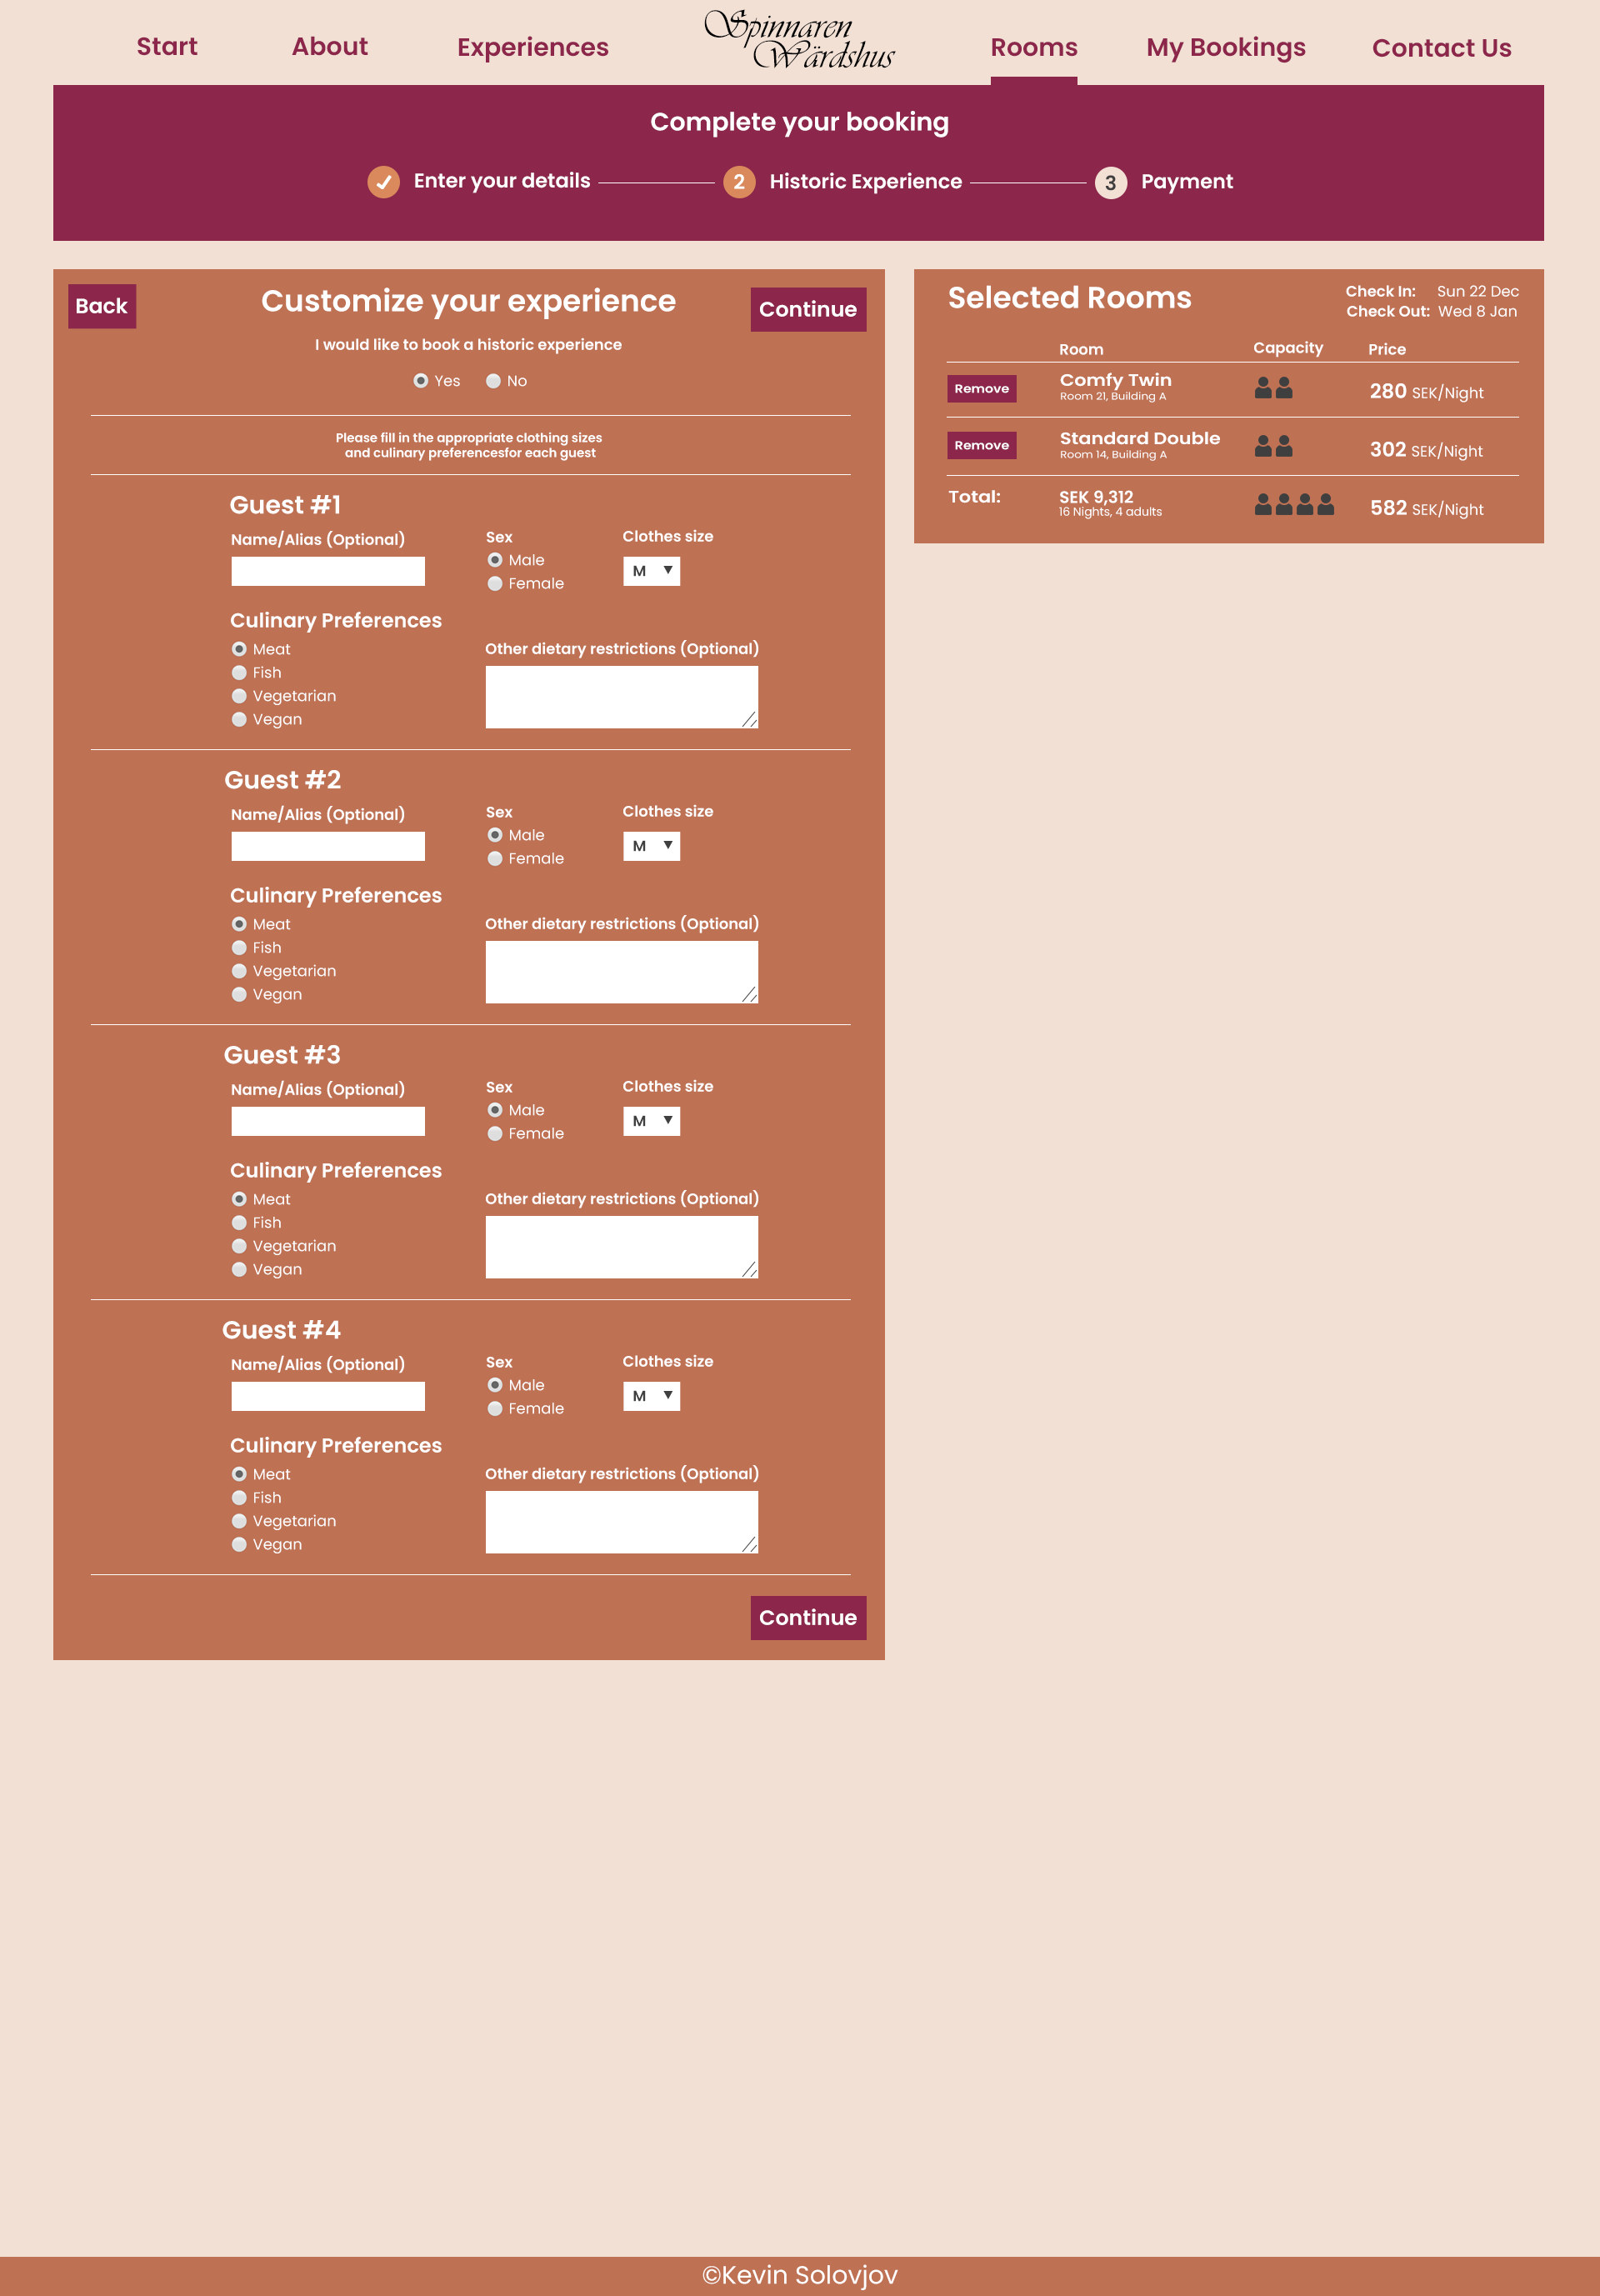 Start
About
Experiences
Spinnaren
Wärdshus
Rooms
My Bookings
Contact Us
Complete your booking
Enter your details
2 Historic Experience
3 Payment
Back
Customize your experience
Continue
I would like to book a historic experience
Yes
No
Please fill in the appropriate clothing sizes
and culinary preferencesfor each guest
Guest #1
Name/Alias (Optional)
Sex
Male
Female
Clothes size
M
Culinary Preferences
Meat
Fish
Vegetarian
Vegan
Other dietary restrictions (Optional)
Guest #2
Name/Alias (Optional)
Sex
Male
Female
Clothes size
M
Culinary Preferences
Meat
Fish
Vegetarian
Vegan
Other dietary restrictions (Optional)
Guest #3
Name/Alias (Optional)
Sex
Male
Female
Clothes size
M
Culinary Preferences
Meat
Fish
Vegetarian
Vegan
Other dietary restrictions (Optional)
Guest #4
Name/Alias (Optional)
Sex
Male
Female
Clothes size
M
Culinary Preferences
Meat
Fish
Vegetarian
Vegan
Other dietary restrictions (Optional)
Continue
Selected Rooms
Check In: Sun 22 Dec
Check Out: Wed 8 Jan
Room
Capacity
Price
Remove
Comfy Twin
Room 21, Building A
280 SEK/Night
Remove
Standard Double
Room 14, Building A
302 SEK/Night
Total:
SEK 9,312
16 Nights, 4 adults
582 SEK/Night
©Kevin Solovjov